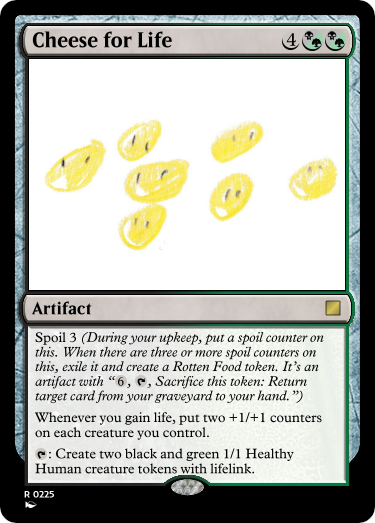 Cheese for Life 4
Artifact
Spoil 3 (During your upkeep, put a spoil counter on
this. When there are three or more spoil counters on
this, exile it and create a Rotten Food token. It's an
artifact with “6, , Sacrifice this token: Return
target card from your graveyard to your hand.”)
Whenever you gain life, put two +1/+1 counters
on each creature you control.
: Create two black and green 1/1 Healthy
Human creature tokens with lifelink.
R 0225